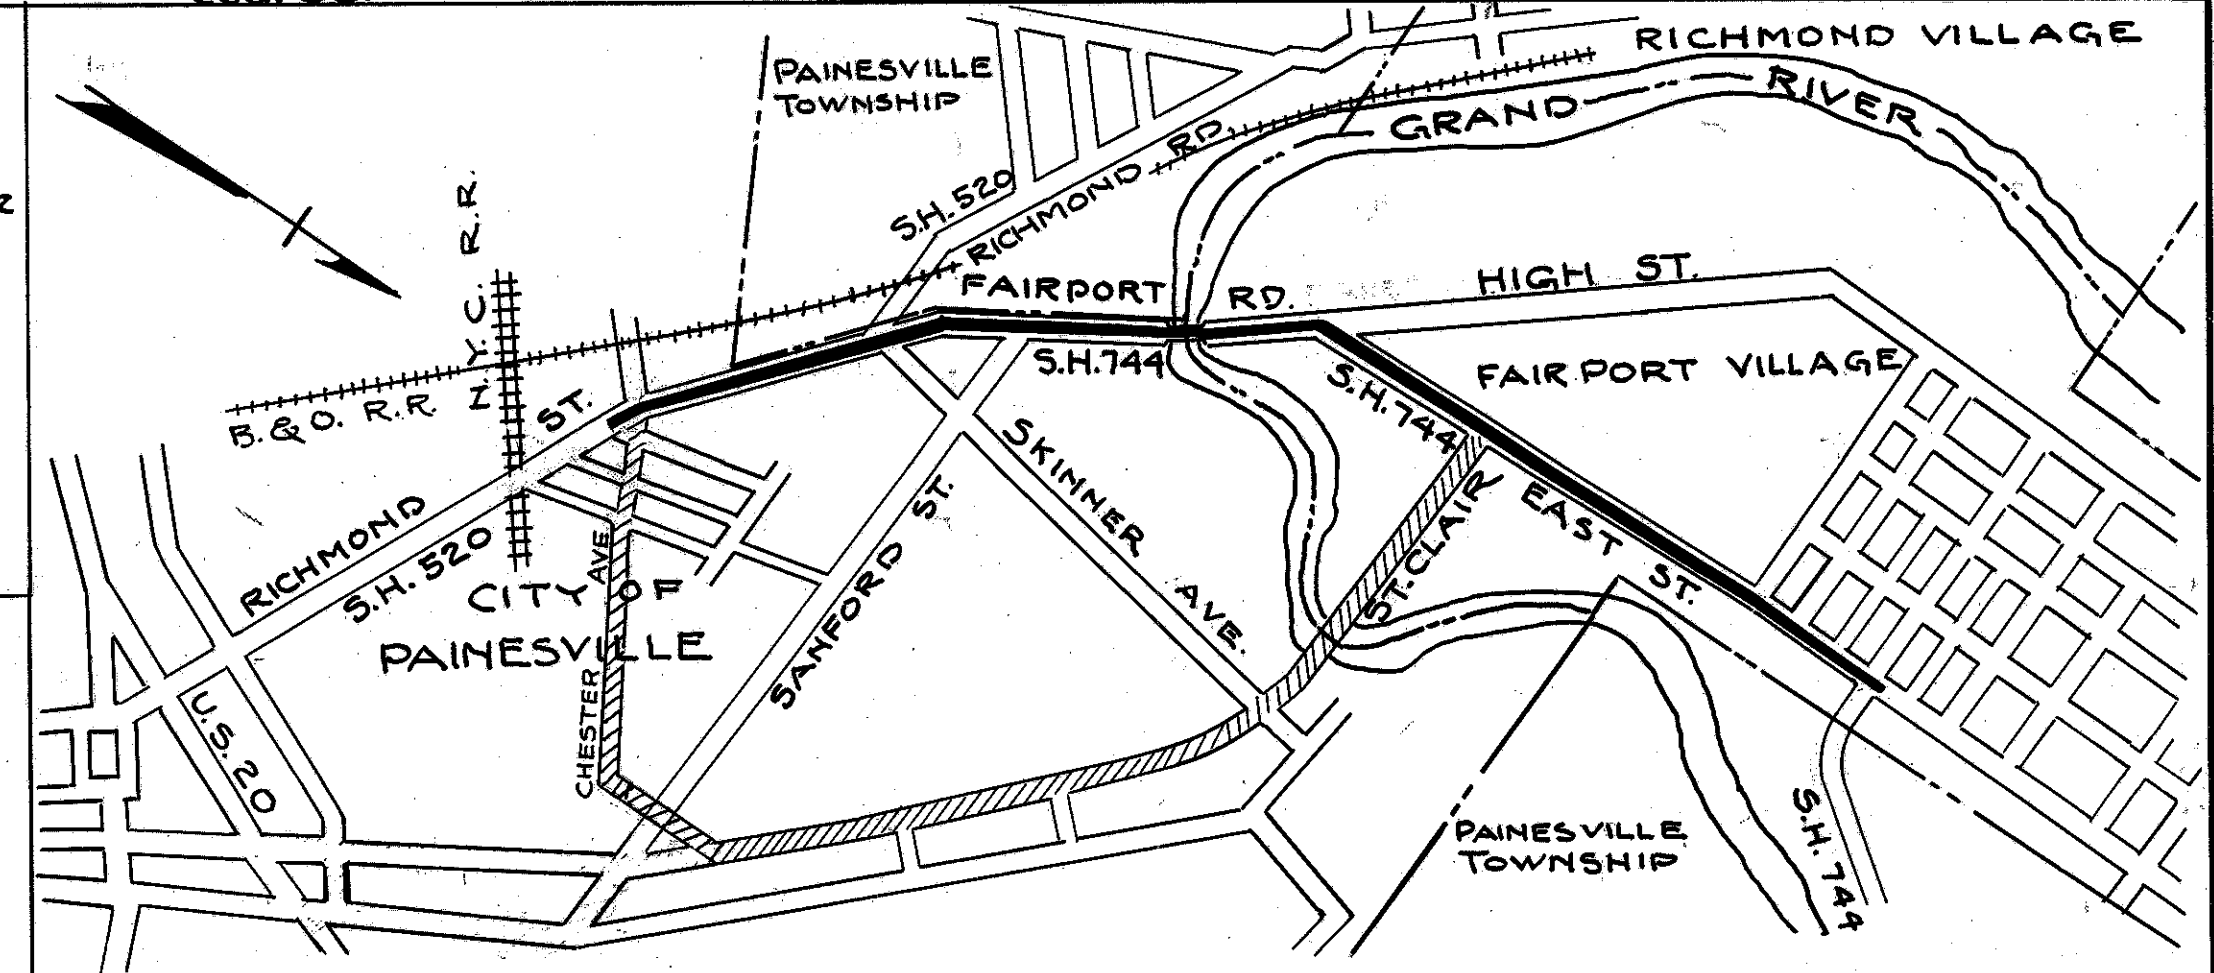 RICHMOND VILLAGE
PAINESVILLE
TOWNSHIP
GRAND RIVER
N.Y.C. R.R.
S.H. 520
RICHMOND RD.
FAIRPORT RD.
HIGH ST.
B. & O. R.R.
S.H. 744
FAIRPORT VILLAGE
S.H. 744
RICHMOND ST.
S.H. 520
SKINNER AVE.
SANFORD ST.
ST. CLAIR
EAST ST.
CITY OF
PAINESVILLE
CHESTER AVE
U.S. 20
PAINESVILLE
TOWNSHIP
S.H. 744